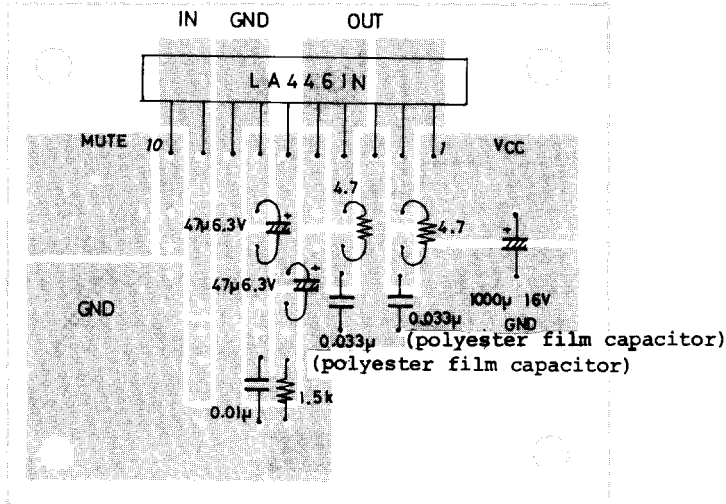 IN GND OUT
LA4461N
MUTE 10 1 VCC
4.7
47μ6.3V 4.7
47μ6.3V
GND 1000μ 16V
0.033μ GND
0.033μ (polyester film capacitor)
(polyester film capacitor)
0.01μ 1.5k